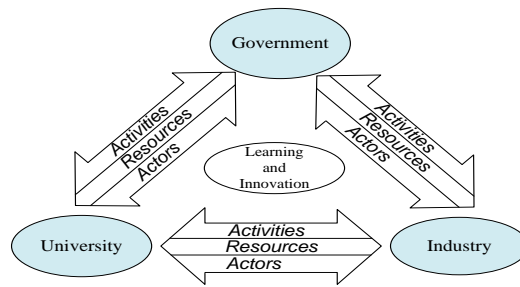 Government
Activities
Resources
Actors
Activities
Resources
Actors
Learning
and
Innovation
University
Activities
Resources
Actors
Industry